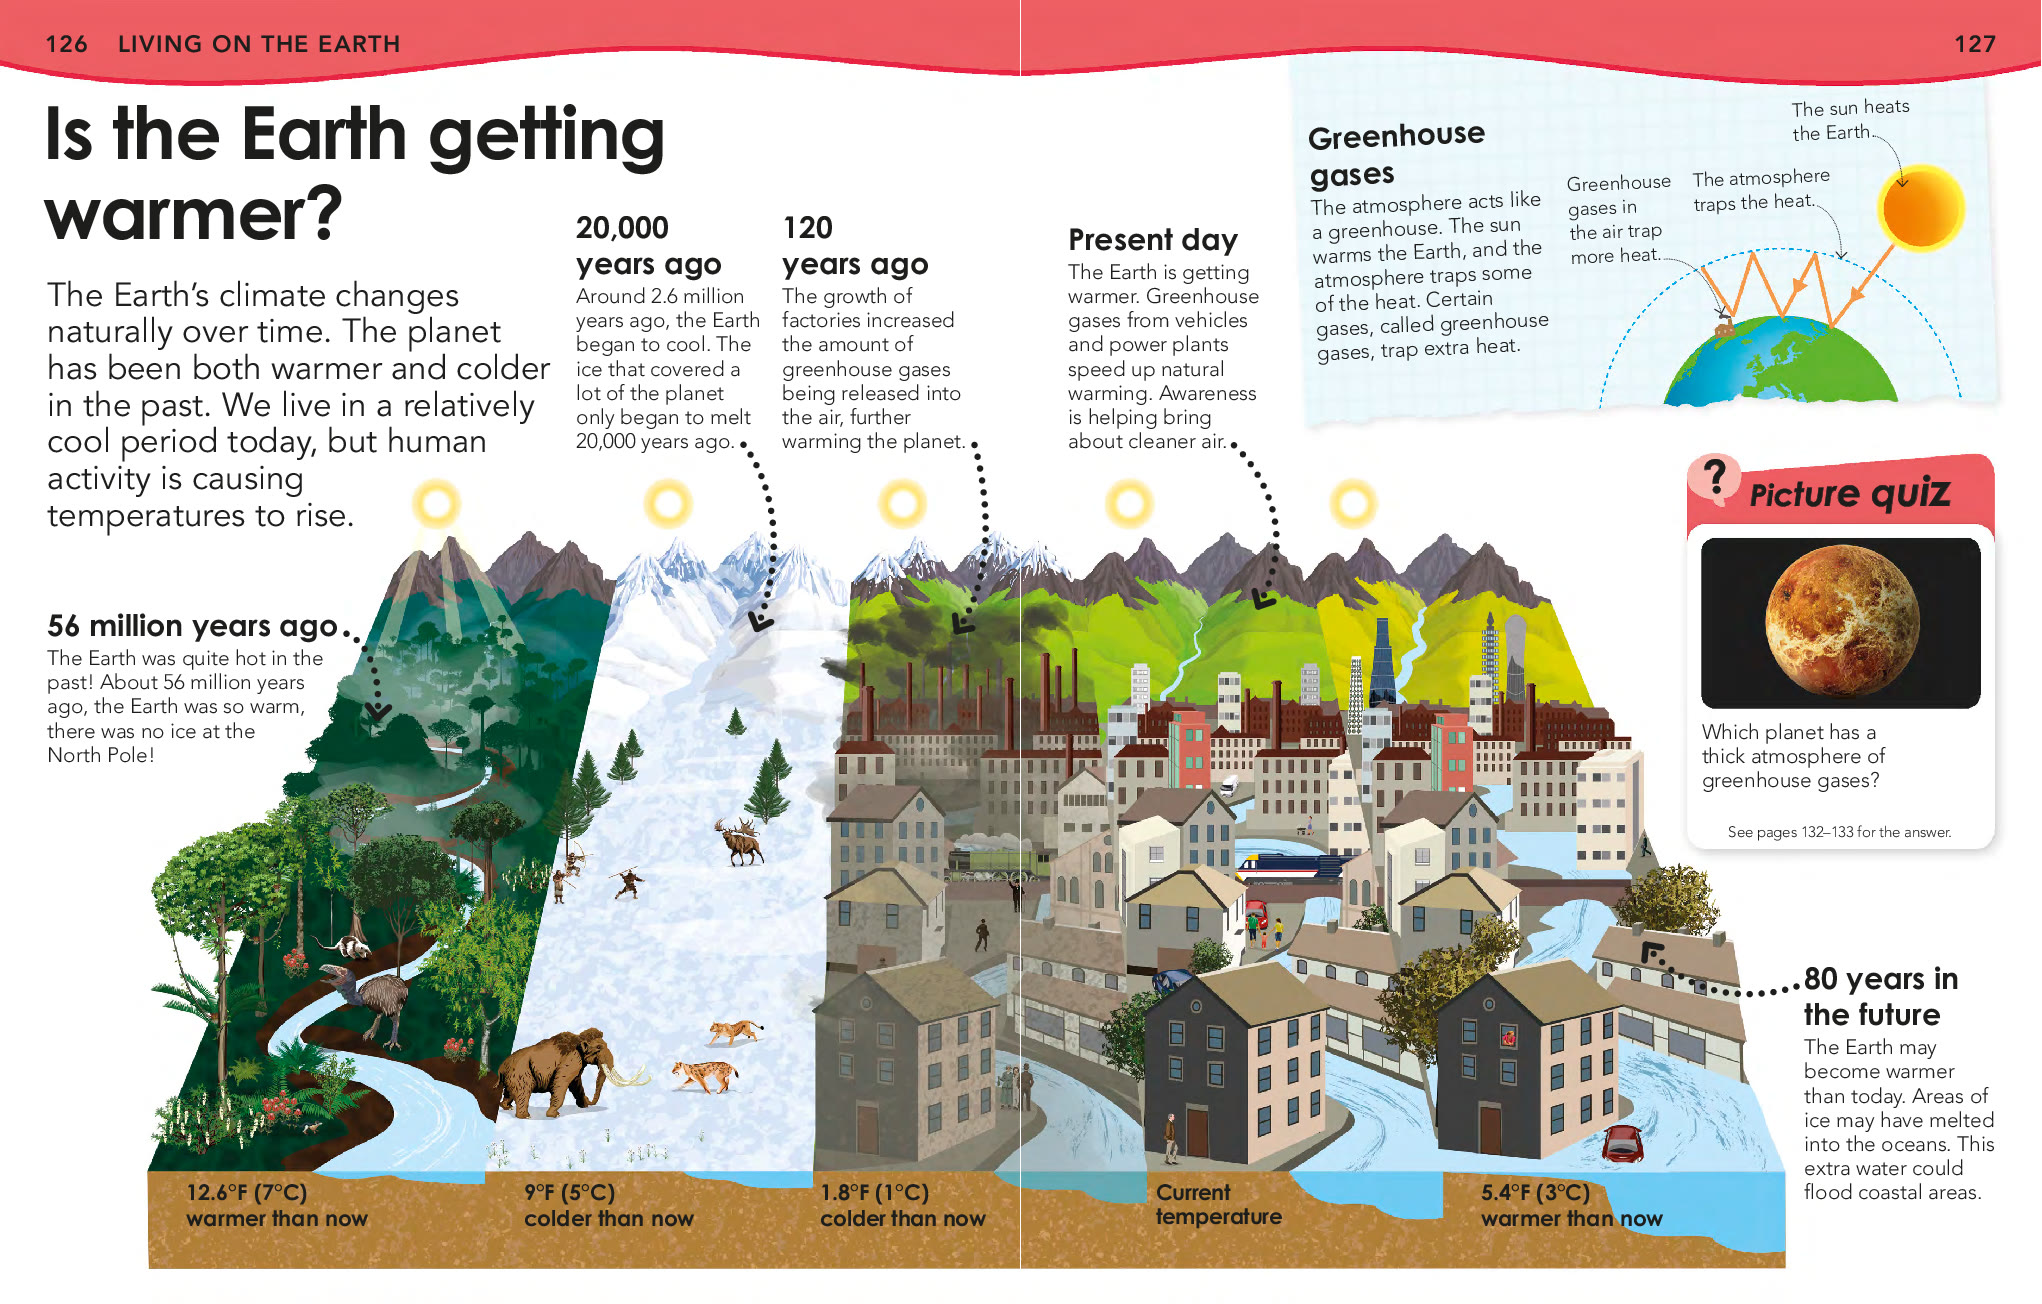 126 LIVING ON THE EARTH
127
Is the Earth getting
warmer?
The Earth's climate changes
naturally over time. The planet
has been both warmer and colder
in the past. We live in a relatively
cool period today, but human
activity is causing
temperatures to rise.
56 million years ago
The Earth was quite hot in the
past! About 56 million years
ago, the Earth was so warm,
there was no ice at the
North Pole!
20,000
years ago
Around 2.6 million
years ago, the Earth
began to cool. The
ice that covered a
lot of the planet
only began to melt
20,000 years ago.
120
years ago
The growth of
factories increased
the amount of
greenhouse gases
being released into
the air, further
warming the planet.
Present day
The Earth is getting
warmer. Greenhouse
gases from vehicles
and power plants
speed up natural
warming. Awareness
is helping bring
about cleaner air.
Greenhouse
gases
The atmosphere acts like
a greenhouse. The sun
warms the Earth, and the
atmosphere traps some
of the heat. Certain
gases, called greenhouse
gases, trap extra heat.
Greenhouse
gases in
the air trap
more heat.
The atmosphere
traps the heat.
The sun heats
the Earth.
? Picture quiz
Which planet has a
thick atmosphere of
greenhouse gases?
See pages 132–133 for the answer.
80 years in
the future
The Earth may
become warmer
than today. Areas of
ice may have melted
into the oceans. This
extra water could
flood coastal areas.
12.6°F (7°C)
warmer than now
9°F (5°C)
colder than now
1.8°F (1°C)
colder than now
Current
temperature
5.4°F (3°C)
warmer than now